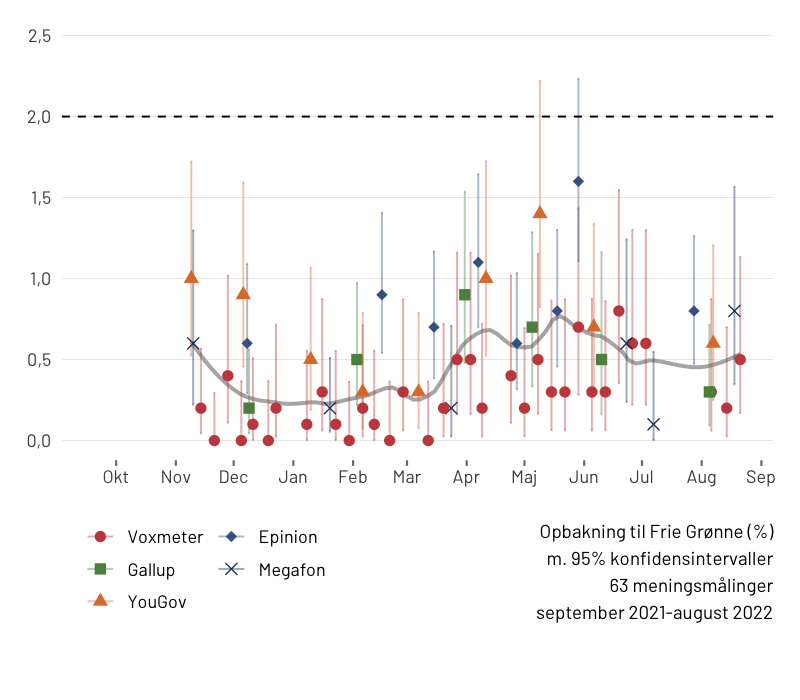 2,5
2,0
1,5
1,0
0,5
0,0
Okt Nov Dec Jan Feb Mar Apr Maj Jun Jul Aug Sep
Voxmeter Epinion
Gallup Megafon
YouGov
Opbakning til Frie Grønne (%)
m. 95% konfidensintervaller
63 meningsmålinger
september 2021-august 2022